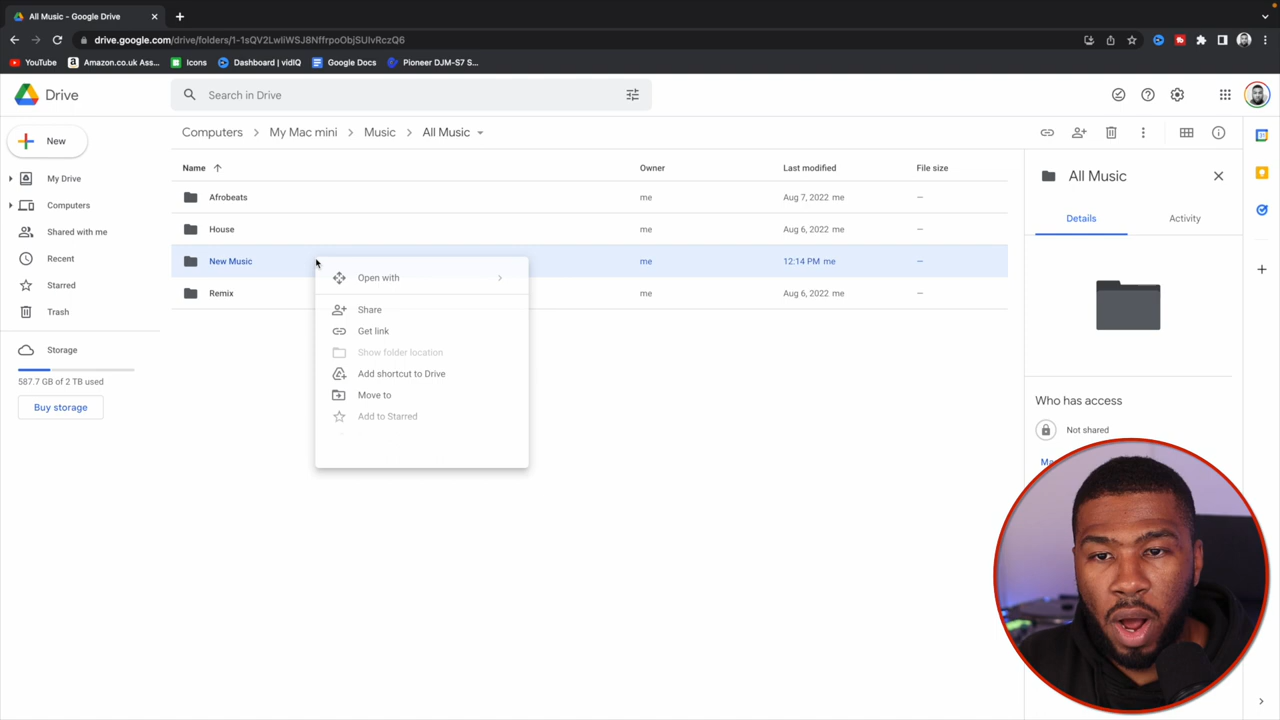 All Music - Google Drive
drive.google.com/drive/folders/1-1sQV2LwIiWSJ8NffrpoObjSUIvRczQ6
YouTube
Amazon.co.uk Ass...
Icons
Dashboard | vidIQ
Google Docs
Pioneer DJM-S7 S...
Drive
Search in Drive
New
Computers > My Mac mini > Music > All Music
My Drive
Computers
Shared with me
Recent
Starred
Trash
Storage
587.7 GB of 2 TB used
Buy storage
Name Owner Last modified File size
Afrobeats me Aug 7, 2022 me —
House me Aug 6, 2022 me —
New Music me 12:14 PM me —
Remix me Aug 6, 2022 me —
Open with
Share
Get link
Show folder location
Add shortcut to Drive
Move to
Add to Starred
All Music
Details
Activity
Who has access
Not shared